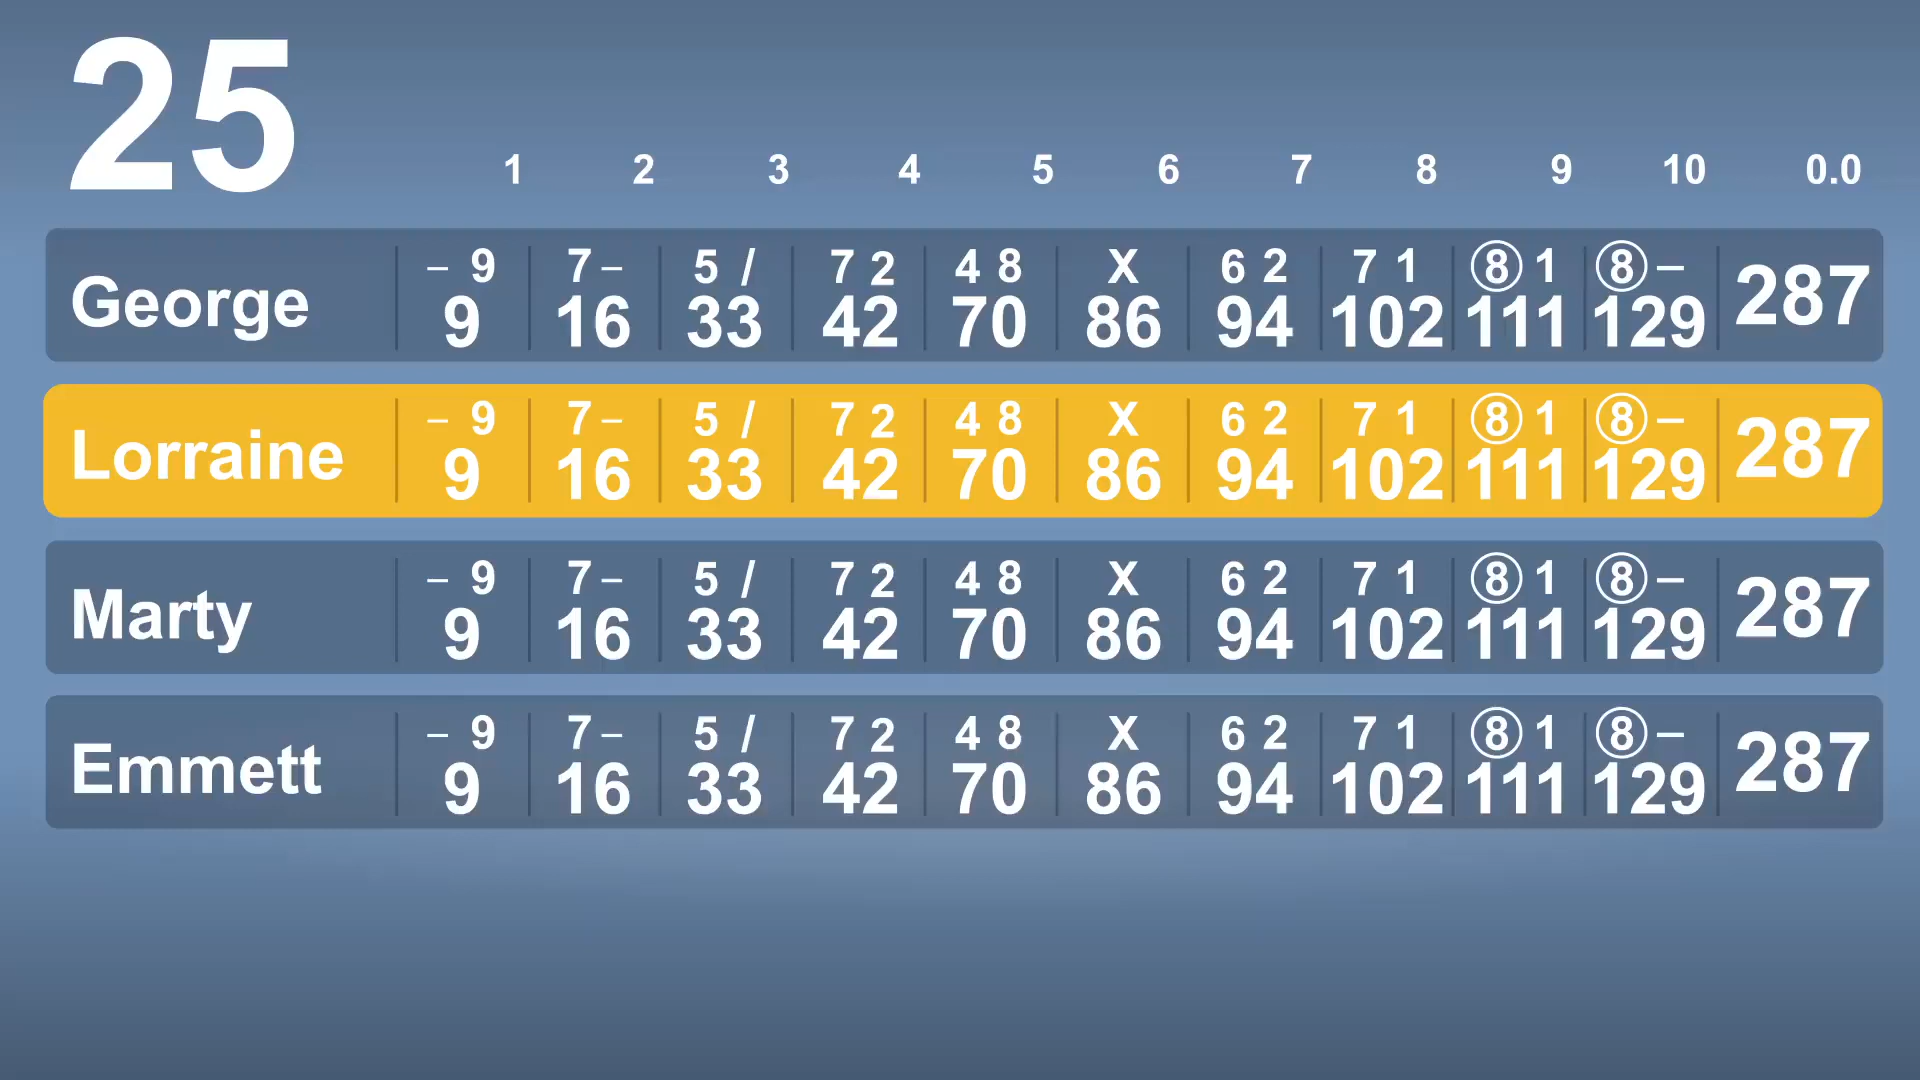 25
1 2 3 4 5 6 7 8 9 10 0.0
– 9 7 – 5 / 7 2 4 8 X 6 2 7 1 8 1 8 –
George 9 16 33 42 70 86 94 102 111 129 287
– 9 7 – 5 / 7 2 4 8 X 6 2 7 1 8 1 8 –
Lorraine 9 16 33 42 70 86 94 102 111 129 287
– 9 7 – 5 / 7 2 4 8 X 6 2 7 1 8 1 8 –
Marty 9 16 33 42 70 86 94 102 111 129 287
– 9 7 – 5 / 7 2 4 8 X 6 2 7 1 8 1 8 –
Emmett 9 16 33 42 70 86 94 102 111 129 287